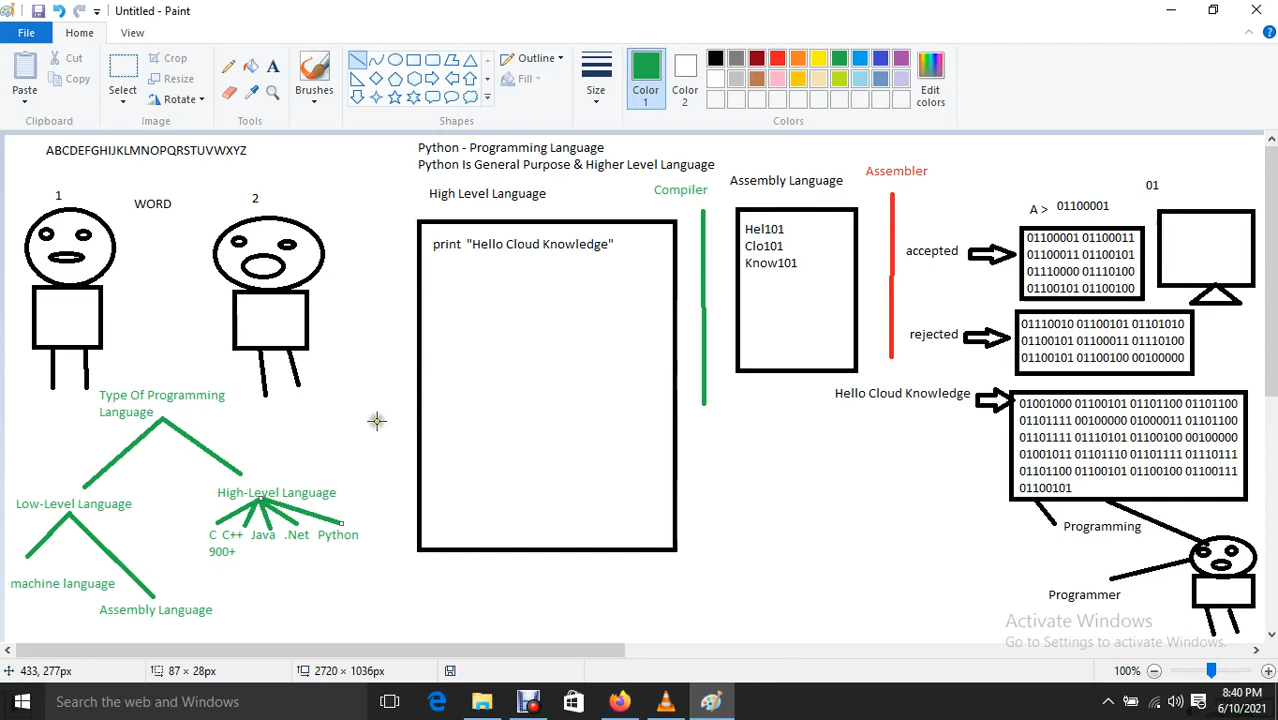 Untitled - Paint
File
Home
View
Paste
Cut
Copy
Clipboard
Select
Crop
Resize
Rotate
Image
Tools
Brushes
Shapes
Outline
Fill
Size
Color 1
Color 2
Colors
Edit colors
ABCDEFGHIJKLMNOPQRSTUVWXYZ
1
WORD
2
Type Of Programming
Language
Low-Level Language
High-Level Language
C C++ Java .Net Python
900+
machine language
Assembly Language
Python - Programming Language
Python Is General Purpose & Higher Level Language
High Level Language
print "Hello Cloud Knowledge"
Compiler
Assembly Language
Hel101
Clo101
Know101
Assembler
01
A > 01100001
accepted
01100001 01100011
01100011 01100101
01110000 01110100
01100101 01100100
rejected
01110010 01100101 01101010
01100101 01100011 01110100
01100101 01100100 00100000
Hello Cloud Knowledge
01001000 01100101 01101100 01101100
01101111 00100000 01000011 01101100
01101111 01110101 01100100 00100000
01001011 01101110 01101111 01110111
01101100 01100101 01100100 01100111
01100101
Programming
Programmer
Activate Windows
Go to Settings to activate Windows.
433, 277px
87 × 28px
2720 × 1036px
100%
Search the web and Windows
8:40 PM
6/10/2021